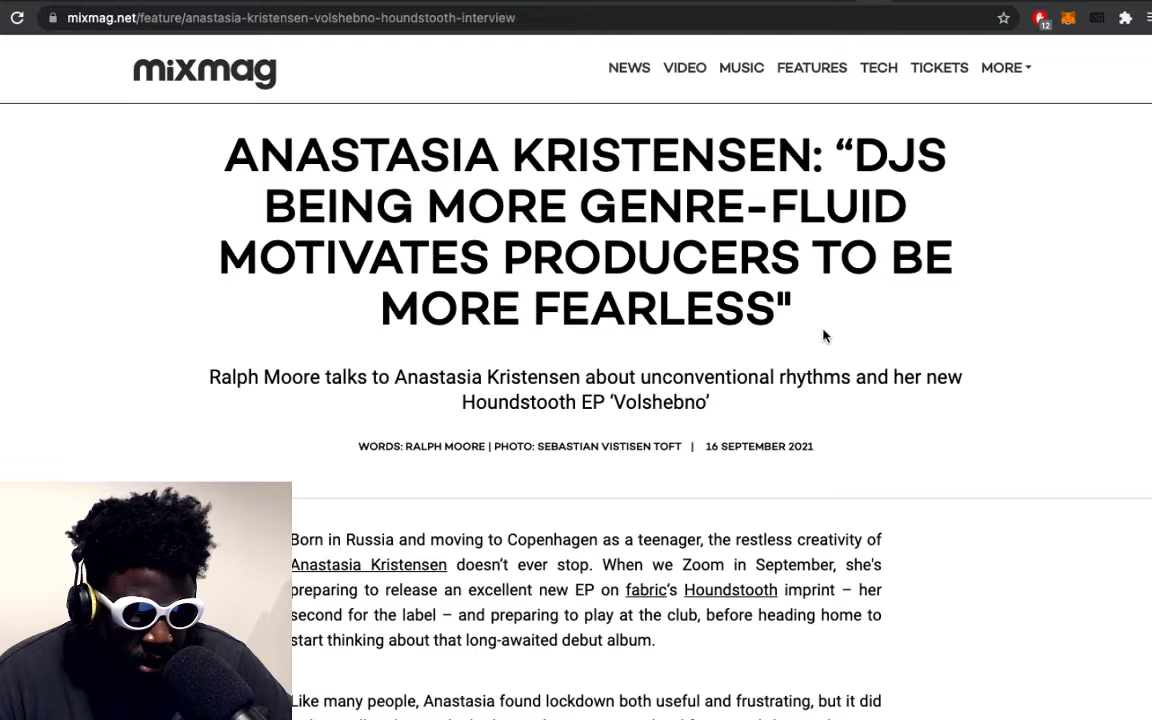 mixmag.net/feature/anastasia-kristensen-volshebno-houndstooth-interview
12
mixmag
NEWS VIDEO MUSIC FEATURES TECH TICKETS MORE
ANASTASIA KRISTENSEN: “DJS
BEING MORE GENRE-FLUID
MOTIVATES PRODUCERS TO BE
MORE FEARLESS"
Ralph Moore talks to Anastasia Kristensen about unconventional rhythms and her new
Houndstooth EP ‘Volshebno’
WORDS: RALPH MOORE | PHOTO: SEBASTIAN VISTISEN TOFT | 16 SEPTEMBER 2021
Born in Russia and moving to Copenhagen as a teenager, the restless creativity of
Anastasia Kristensen doesn’t ever stop. When we Zoom in September, she's
preparing to release an excellent new EP on fabric’s Houndstooth imprint – her
second for the label – and preparing to play at the club, before heading home to
start thinking about that long-awaited debut album.
Like many people, Anastasia found lockdown both useful and frustrating, but it did